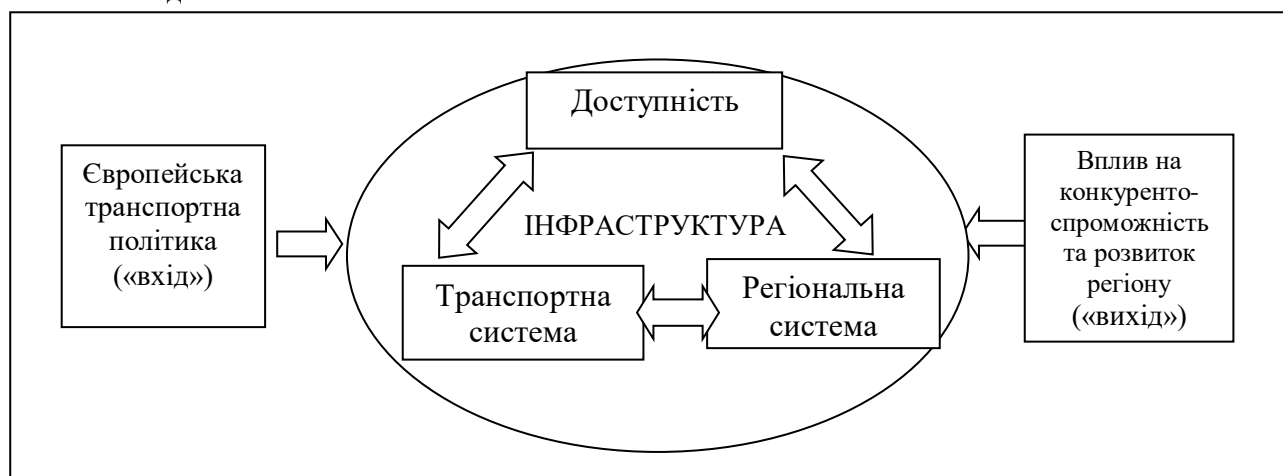 Доступність
Європейська
транспортна
політика
(«вхід»)
ІНФРАСТРУКТУРА
Транспортна
система
Регіональна
система
Вплив на
конкуренто-
спроможність
та розвиток
регіону
(«вихід»)